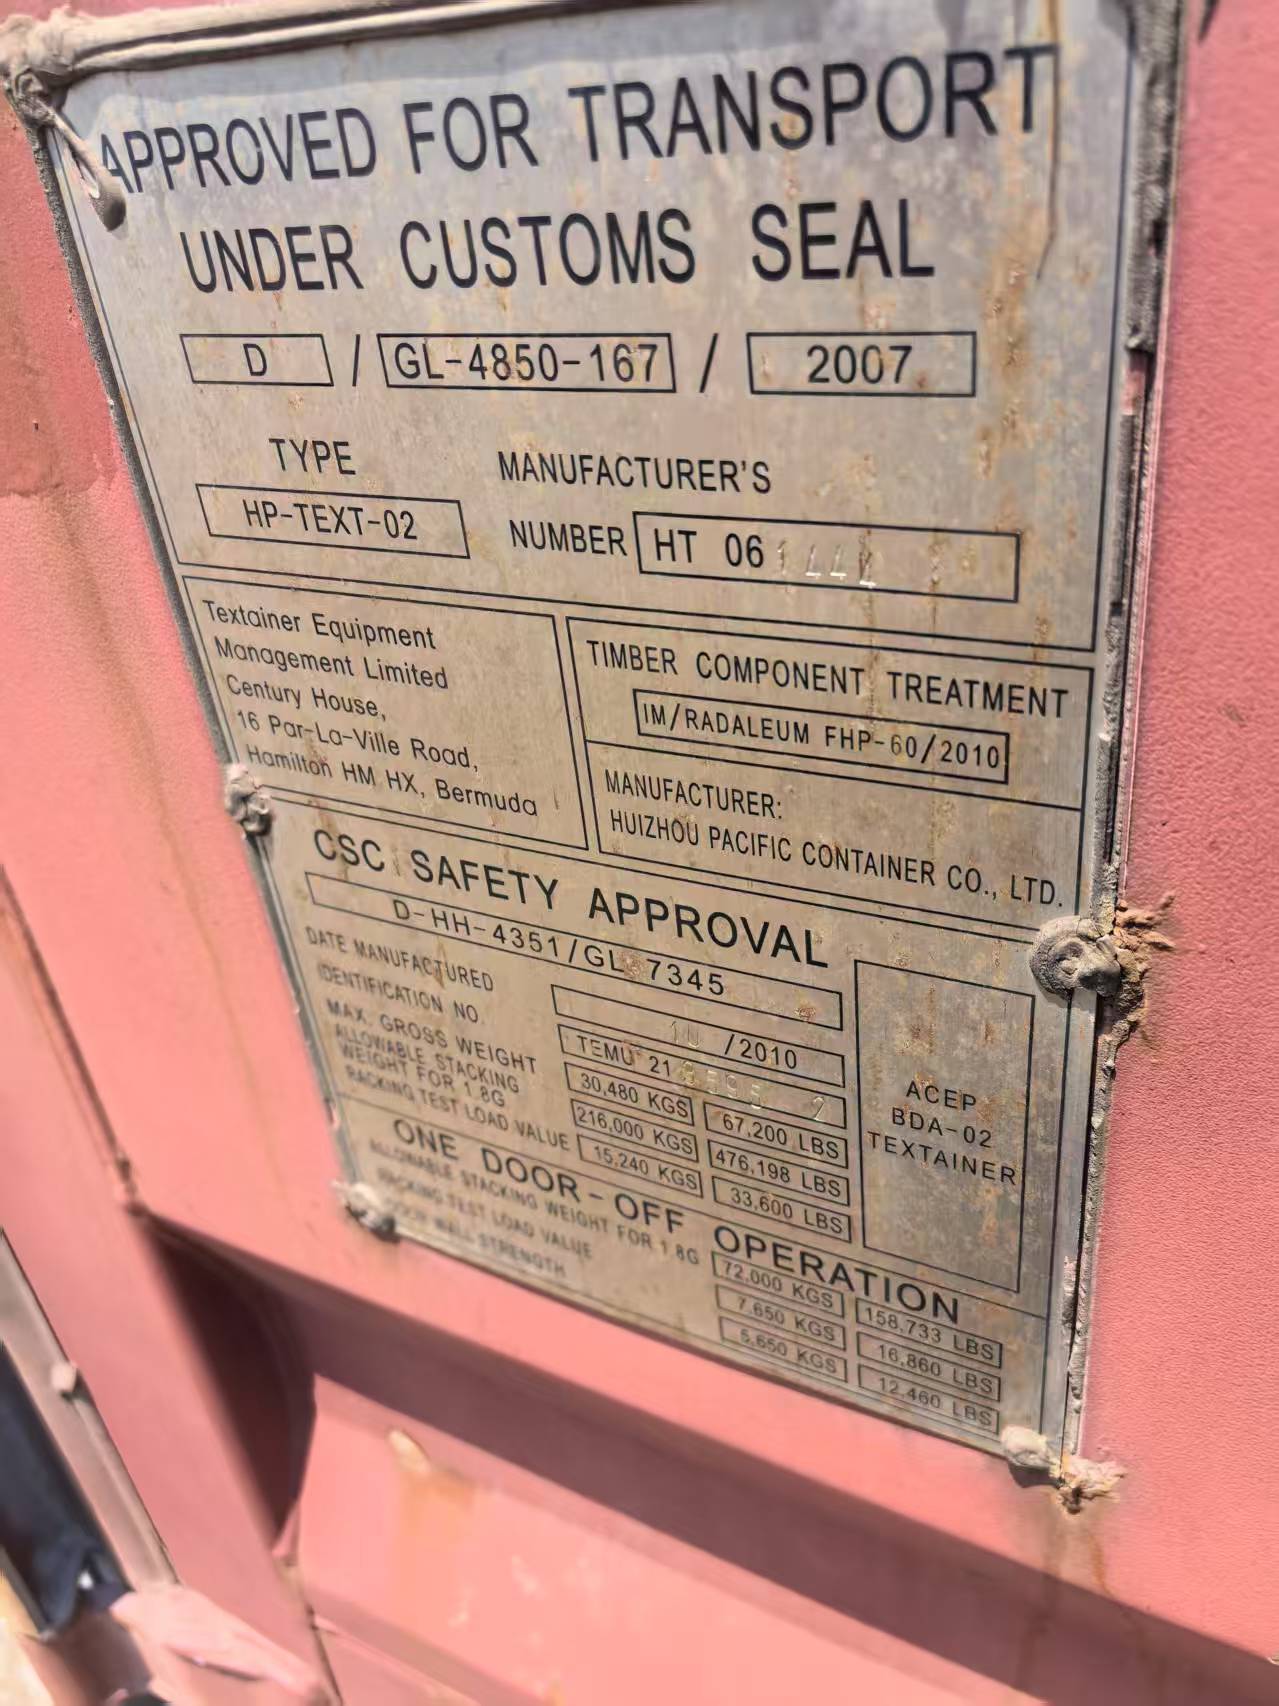 APPROVED FOR TRANSPORT
UNDER CUSTOMS SEAL
D / GL-4850-167 / 2007
TYPE
HP-TEXT-02
MANUFACTURER'S
NUMBER HT 06
Textainer Equipment
Management Limited
Century House,
16 Par-La-Ville Road,
Hamilton HM HX, Bermuda
TIMBER COMPONENT TREATMENT
IM/RADALEUM FHP-60/2010
MANUFACTURER:
HUIZHOU PACIFIC CONTAINER CO., LTD.
CSC SAFETY APPROVAL
D-HH-4351/GL 7345
DATE MANUFACTURED 10 /2010
IDENTIFICATION NO. TEMU 21
MAX. GROSS WEIGHT 30,480 KGS 67,200 LBS
ALLOWABLE STACKING
WEIGHT FOR 1.8G 216,000 KGS 476,198 LBS
RACKING TEST LOAD VALUE 15,240 KGS 33,600 LBS
ACEP
BDA-02
TEXTAINER
ONE DOOR-OFF OPERATION
ALLOWABLE STACKING WEIGHT FOR 1.8G 72,000 KGS 158,733 LBS
RACKING TEST LOAD VALUE 7,650 KGS 16,860 LBS
WALL STRENGTH 5,650 KGS 12,460 LBS